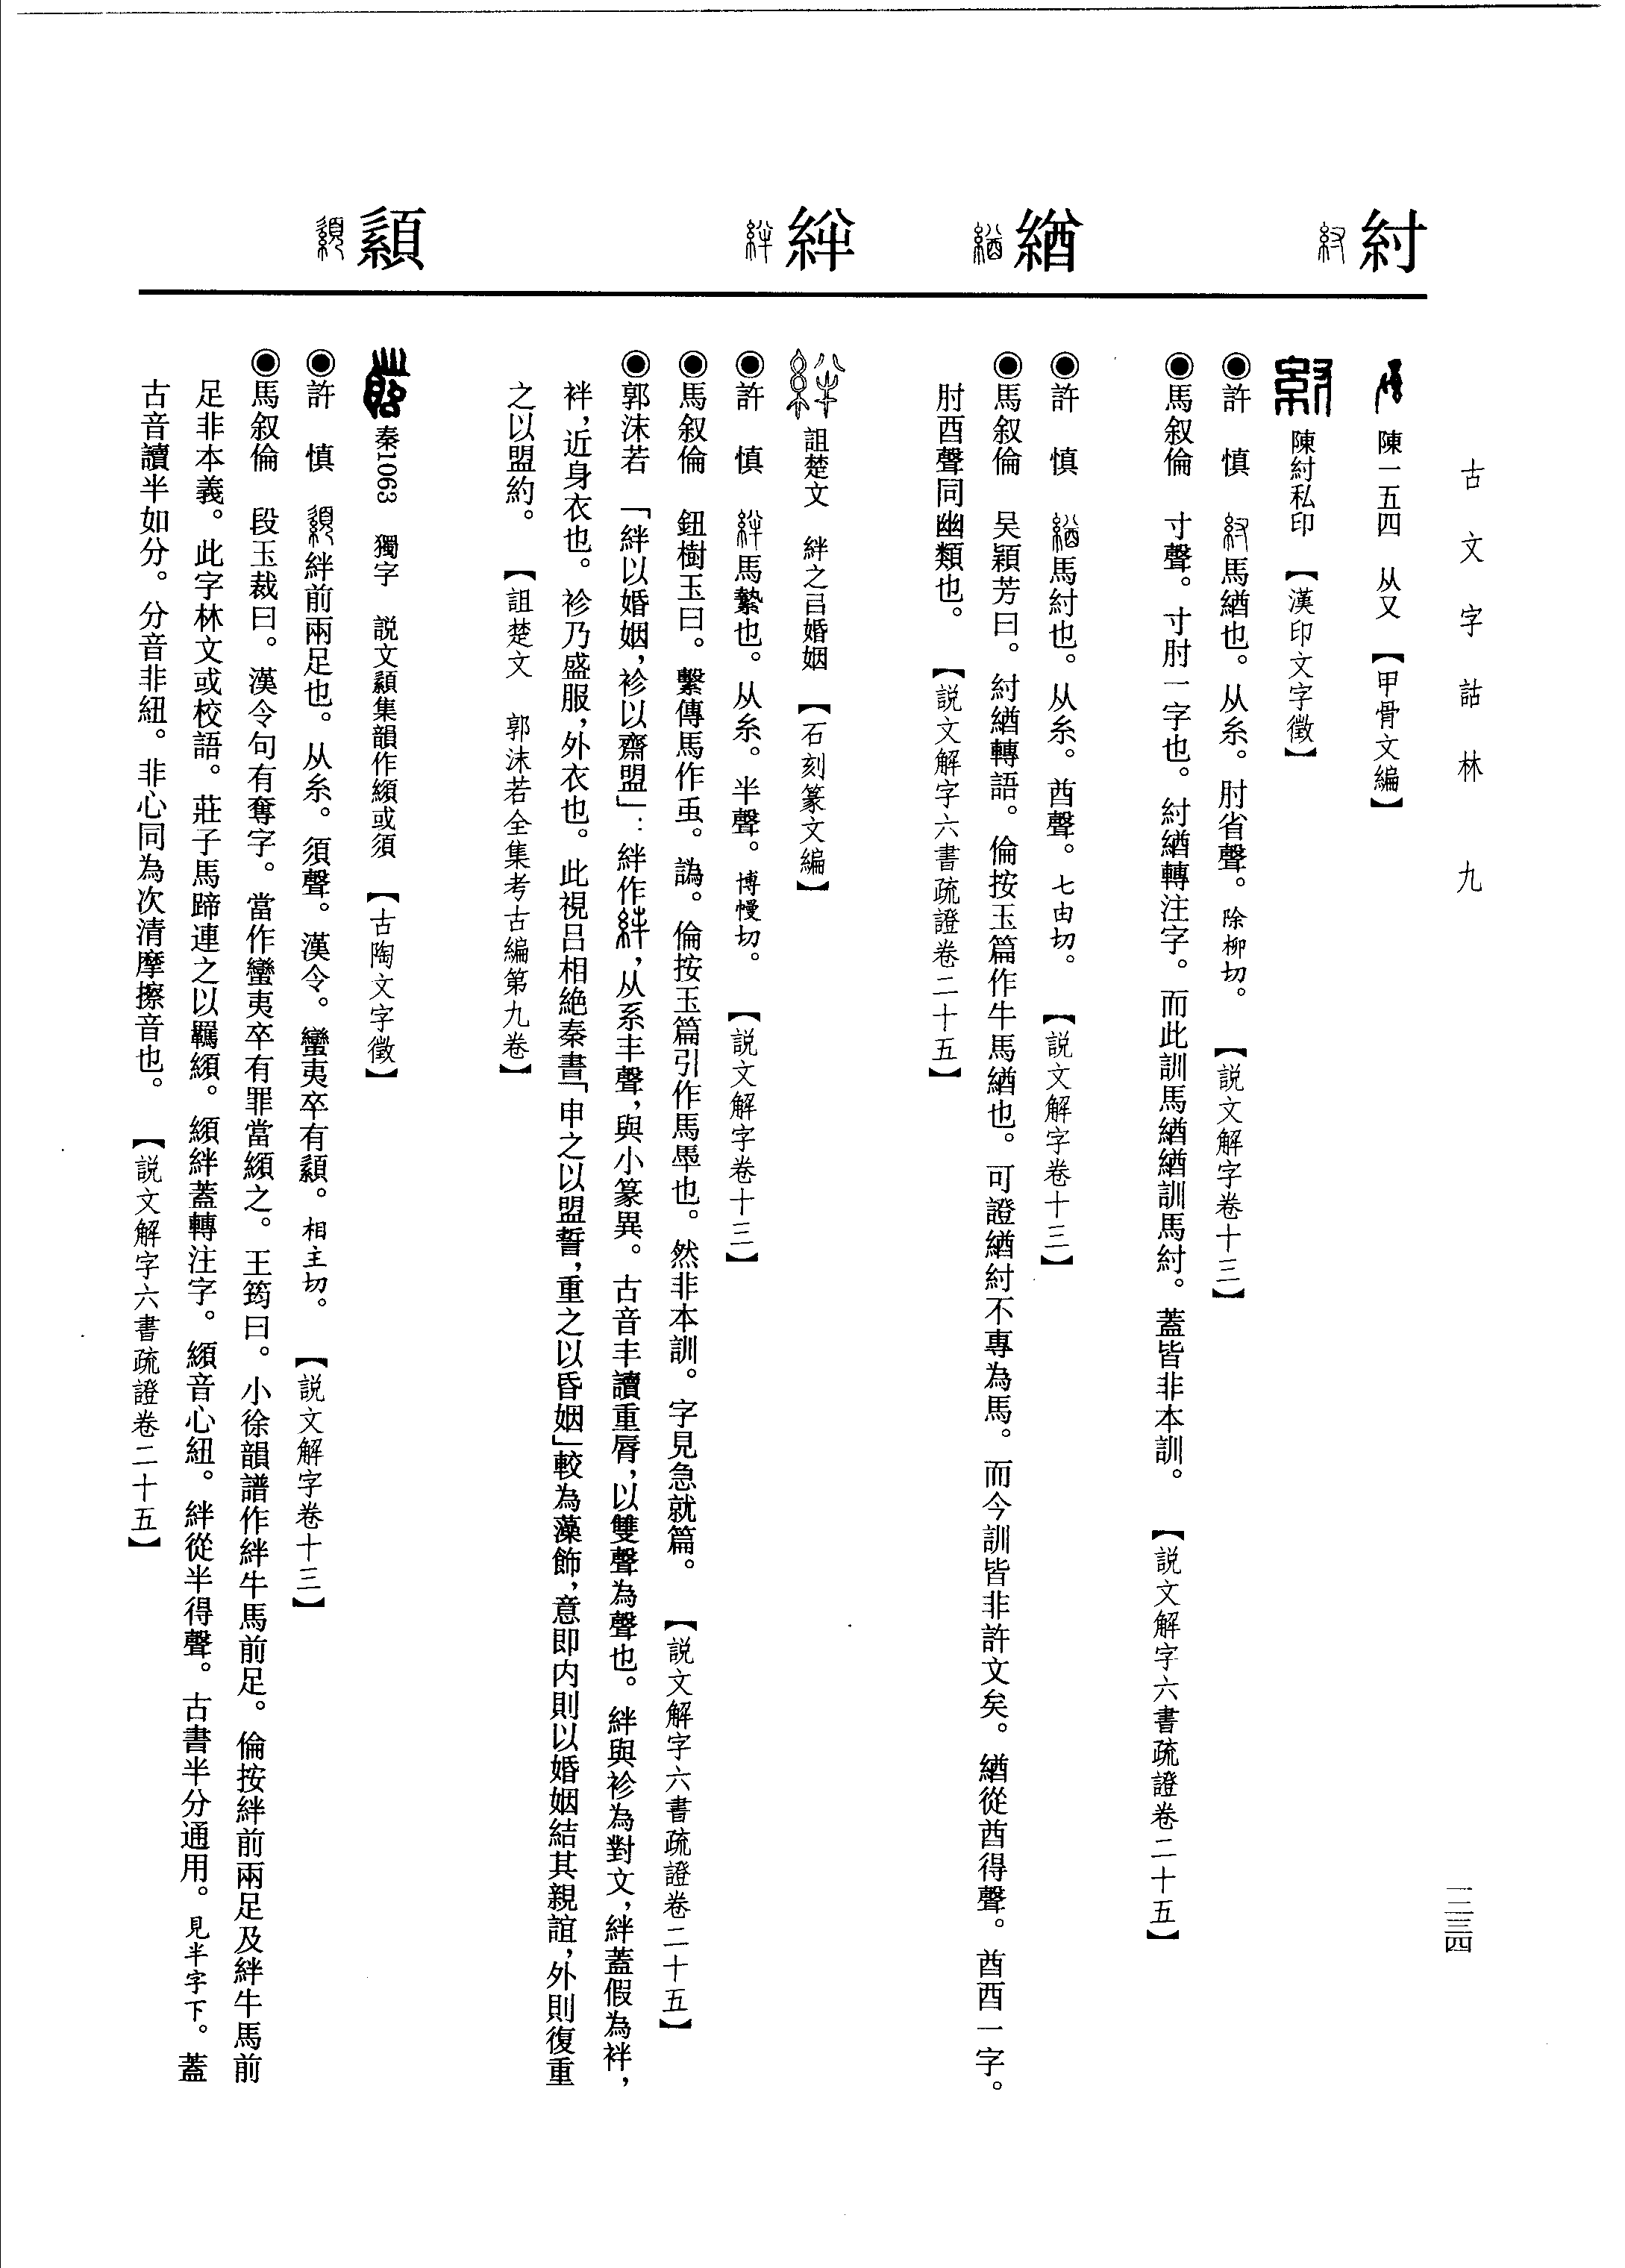 古文字詁林　九
一二三四
紂
陳一五四　从又【甲骨文編】
陳紂私印【漢印文字徵】
◉許　慎　馬緧也。从糸。肘省聲。除柳切。【説文解字卷十三】
◉馬叙倫　寸聲。寸肘一字也。紂緧轉注字。而此訓馬緧緧訓馬紂。蓋皆非本訓。【説文解字六書疏證卷二十五】
緧
◉許　慎　馬紂也。从糸。酋聲。七由切。【説文解字卷十三】
◉馬叙倫　吴穎芳曰。紂緧轉語。倫按玉篇作牛馬緧也。可證緧紂不專為馬。而今訓皆非許文矣。緧從酋得聲。酋酉一字。
肘酉聲同幽類也。【説文解字六書疏證卷二十五】
絆
詛楚文　絆之㠯婚姻【石刻篆文編】
◉許　慎　馬縶也。从糸。半聲。博慢切。【説文解字卷十三】
◉馬叙倫　鈕樹玉曰。繫傳馬作䖝。譌。倫按玉篇引作馬馽也。然非本訓。字見急就篇。【説文解字六書疏證卷二十五】
◉郭沫若　「絆以婚姻，袗以齋盟」：絆作，从系丰聲，與小篆異。古音丰讀重脣，以雙聲為聲也。絆與袗為對文，絆蓋假為袢，
袢，近身衣也。袗乃盛服，外衣也。此視吕相絶秦書「申之以盟誓，重之以昏姻」較為藻飾，意即内則以婚姻結其親誼，外則復重
之以盟約。【詛楚文　郭沫若全集考古編第九卷】
䋶
秦1063　獨字　説文䋶集韻作䋶或須【古陶文字徵】
◉許　慎　絆前兩足也。从糸。須聲。漢令。蠻夷卒有䋶。相主切。【説文解字卷十三】
◉馬叙倫　段玉裁曰。漢令句有奪字。當作蠻夷卒有罪當䋶之。王筠曰。小徐韻譜作絆牛馬前足。倫按絆前兩足及絆牛馬前
足非本義。此字林文或校語。莊子馬蹄連之以羈䋶。䋶絆蓋轉注字。䋶音心紐。絆從半得聲。古書半分通用。見半字下。蓋
古音讀半如分。分音非紐。非心同為次清摩擦音也。【説文解字六書疏證卷二十五】